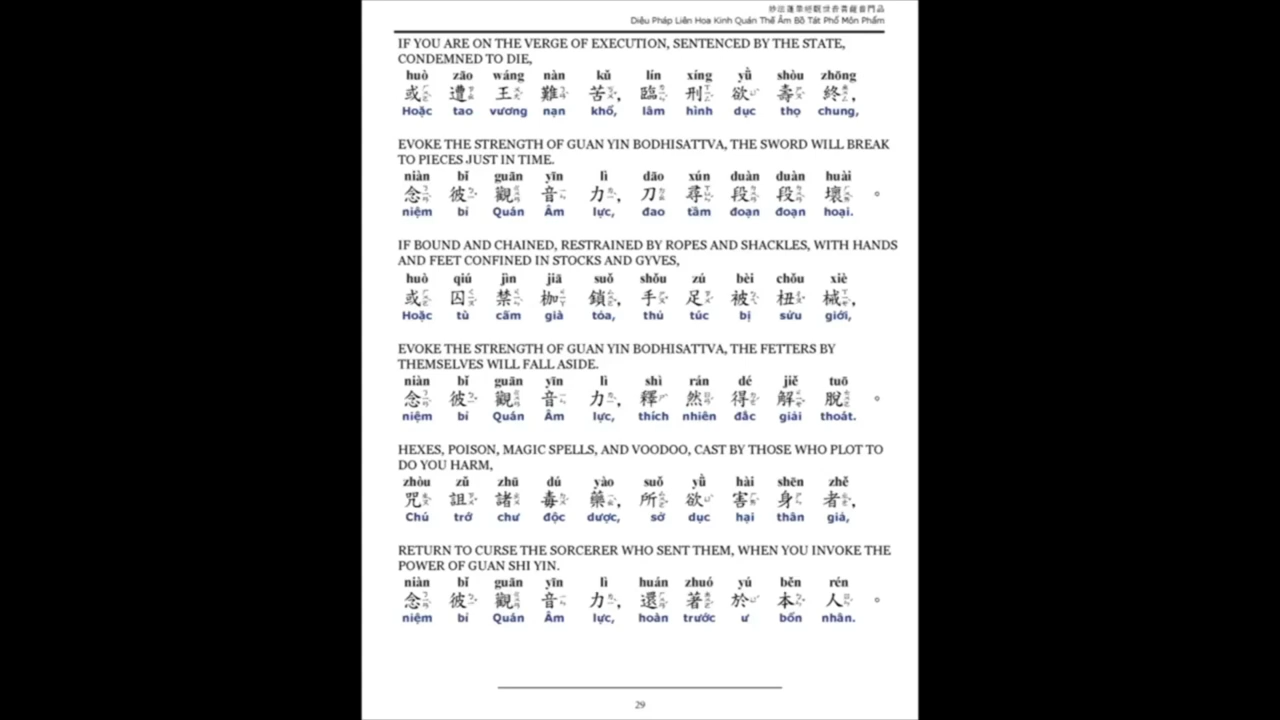 妙法蓮華經觀世音菩薩普門品
Diệu Pháp Liên Hoa Kinh Quán Thế Âm Bồ Tát Phổ Môn Phẩm
IF YOU ARE ON THE VERGE OF EXECUTION, SENTENCED BY THE STATE,
CONDEMNED TO DIE,
huò zāo wáng nàn kǔ lín xíng yǜ shòu zhōng
或 遭 王 難 苦, 臨 刑 欲 壽 終,
Hoặc tao vương nạn khổ, lâm hình dục thọ chung,
EVOKE THE STRENGTH OF GUAN YIN BODHISATTVA, THE SWORD WILL BREAK
TO PIECES JUST IN TIME.
niàn bǐ guān yīn lì dāo xún duàn duàn huài
念 彼 觀 音 力, 刀 尋 段 段 壞。
niệm bỉ Quán Âm lực, đao tầm đoạn đoạn hoại.
IF BOUND AND CHAINED, RESTRAINED BY ROPES AND SHACKLES, WITH HANDS
AND FEET CONFINED IN STOCKS AND GYVES,
huò qiú jìn jiā suǒ shǒu zú bèi chǒu xiè
或 囚 禁 枷 鎖, 手 足 被 杻 械,
Hoặc tù cấm già tỏa, thủ túc bị sửu giới,
EVOKE THE STRENGTH OF GUAN YIN BODHISATTVA, THE FETTERS BY
THEMSELVES WILL FALL ASIDE.
niàn bǐ guān yīn lì shì rán dé jiě tuō
念 彼 觀 音 力, 釋 然 得 解 脫。
niệm bỉ Quán Âm lực, thích nhiên đắc giải thoát.
HEXES, POISON, MAGIC SPELLS, AND VOODOO, CAST BY THOSE WHO PLOT TO
DO YOU HARM,
zhòu zǔ zhū dú yào suǒ yǜ hài shēn zhě
咒 詛 諸 毒 藥, 所 欲 害 身 者,
Chú trớ chư độc dược, sở dục hại thân giả,
RETURN TO CURSE THE SORCERER WHO SENT THEM, WHEN YOU INVOKE THE
POWER OF GUAN SHI YIN.
niàn bǐ guān yīn lì huán zhuó yú běn rén
念 彼 觀 音 力, 還 著 於 本 人。
niệm bỉ Quán Âm lực, hoàn trước ư bổn nhân.
29